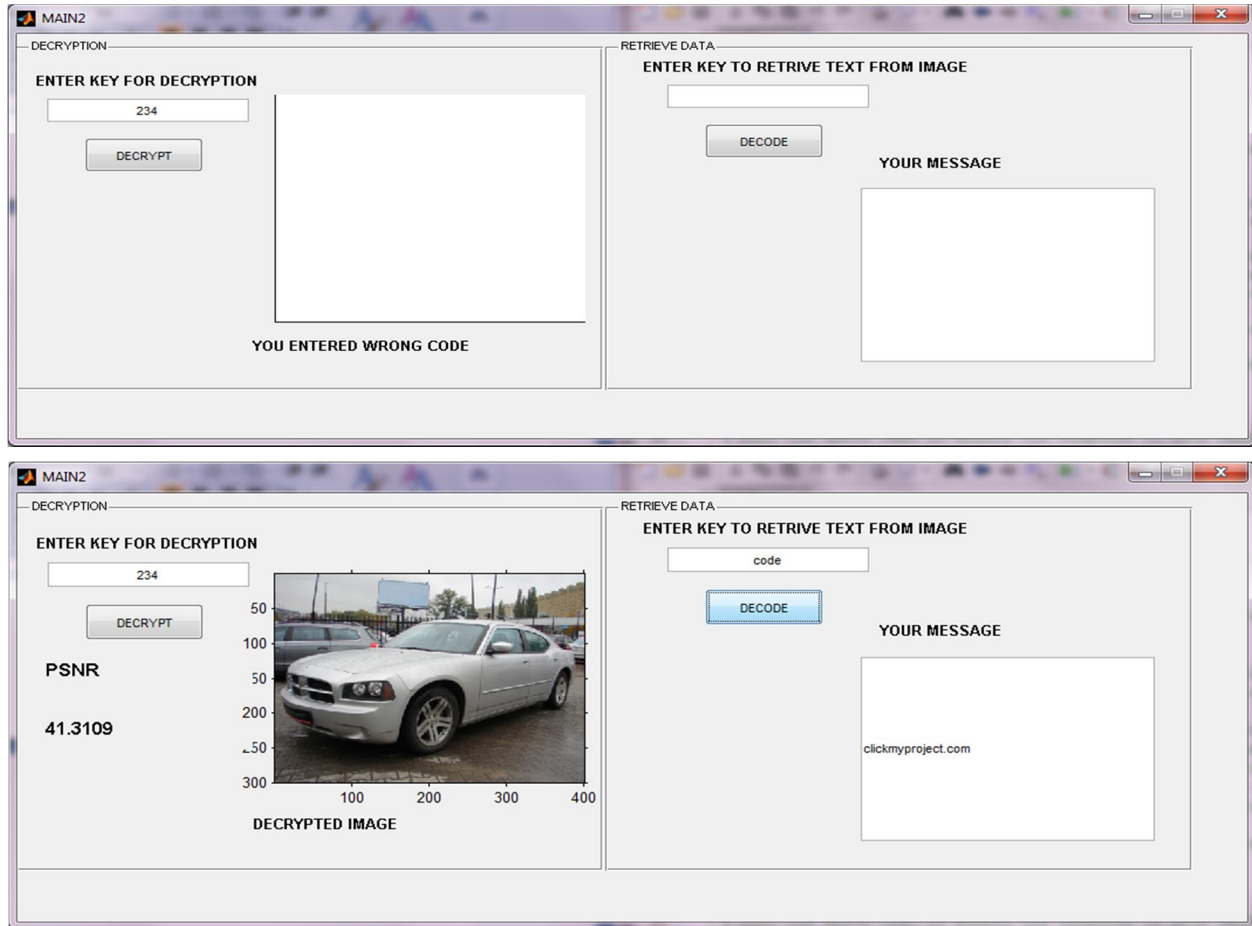 MAIN2
DECRYPTION
ENTER KEY FOR DECRYPTION
234
DECRYPT
YOU ENTERED WRONG CODE
RETRIEVE DATA
ENTER KEY TO RETRIVE TEXT FROM IMAGE
DECODE
YOUR MESSAGE
MAIN2
DECRYPTION
ENTER KEY FOR DECRYPTION
234
DECRYPT
PSNR
41.3109
50
100
50
200
50
300
100 200 300 400
DECRYPTED IMAGE
RETRIEVE DATA
ENTER KEY TO RETRIVE TEXT FROM IMAGE
code
DECODE
YOUR MESSAGE
clickmyproject.com